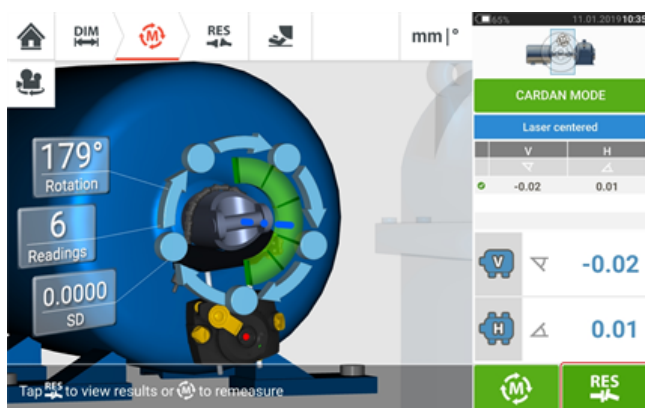 DIM
M
RES
mm|°
65%
11.01.2019 10:35
CARDAN MODE
Laser centered
V H
-0.02 0.01
179°
Rotation
6
Readings
0.0000
SD
V -0.02
H 0.01
Tap RES to view results or M to remeasure
M
RES